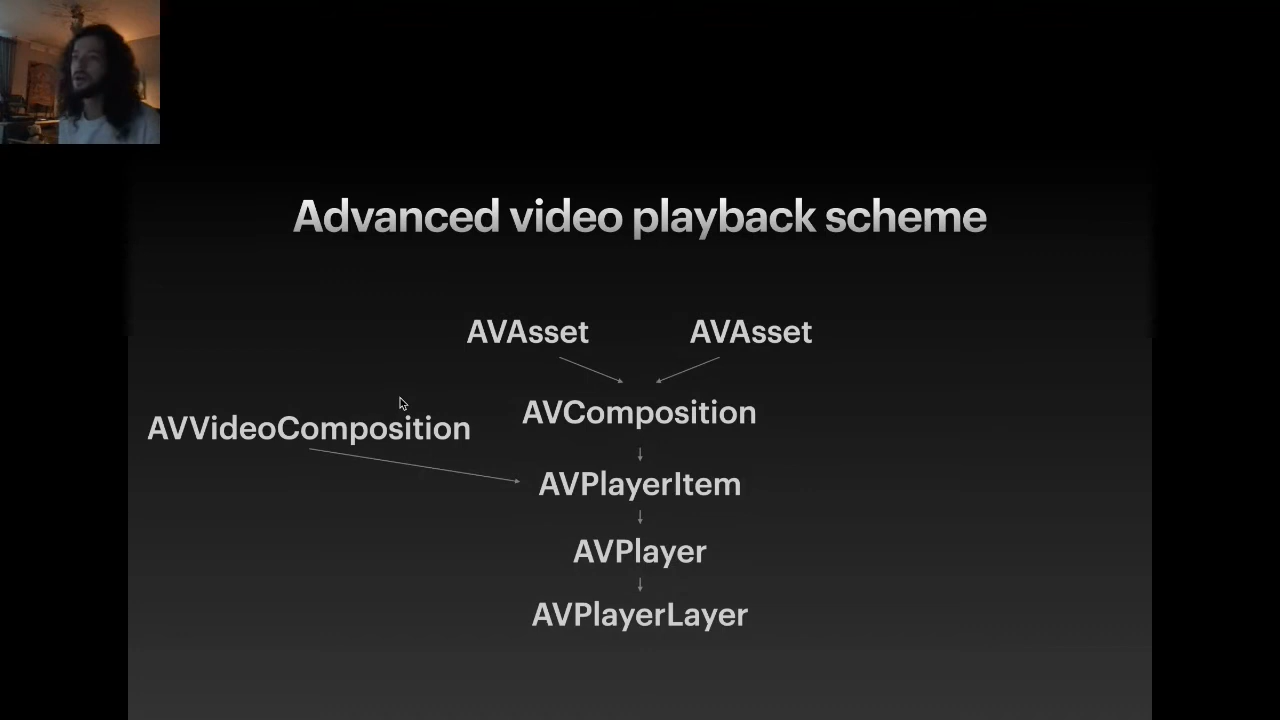 Advanced video playback scheme
AVAsset AVAsset
AVComposition
AVVideoComposition
AVPlayerItem
AVPlayer
AVPlayerLayer